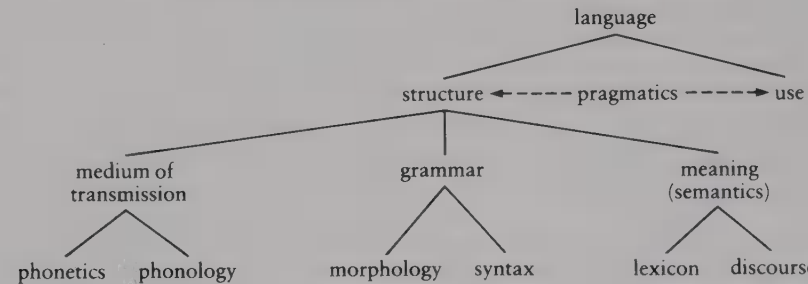 language
structure pragmatics use
medium of transmission
grammar
meaning (semantics)
phonetics phonology morphology syntax lexicon discourse